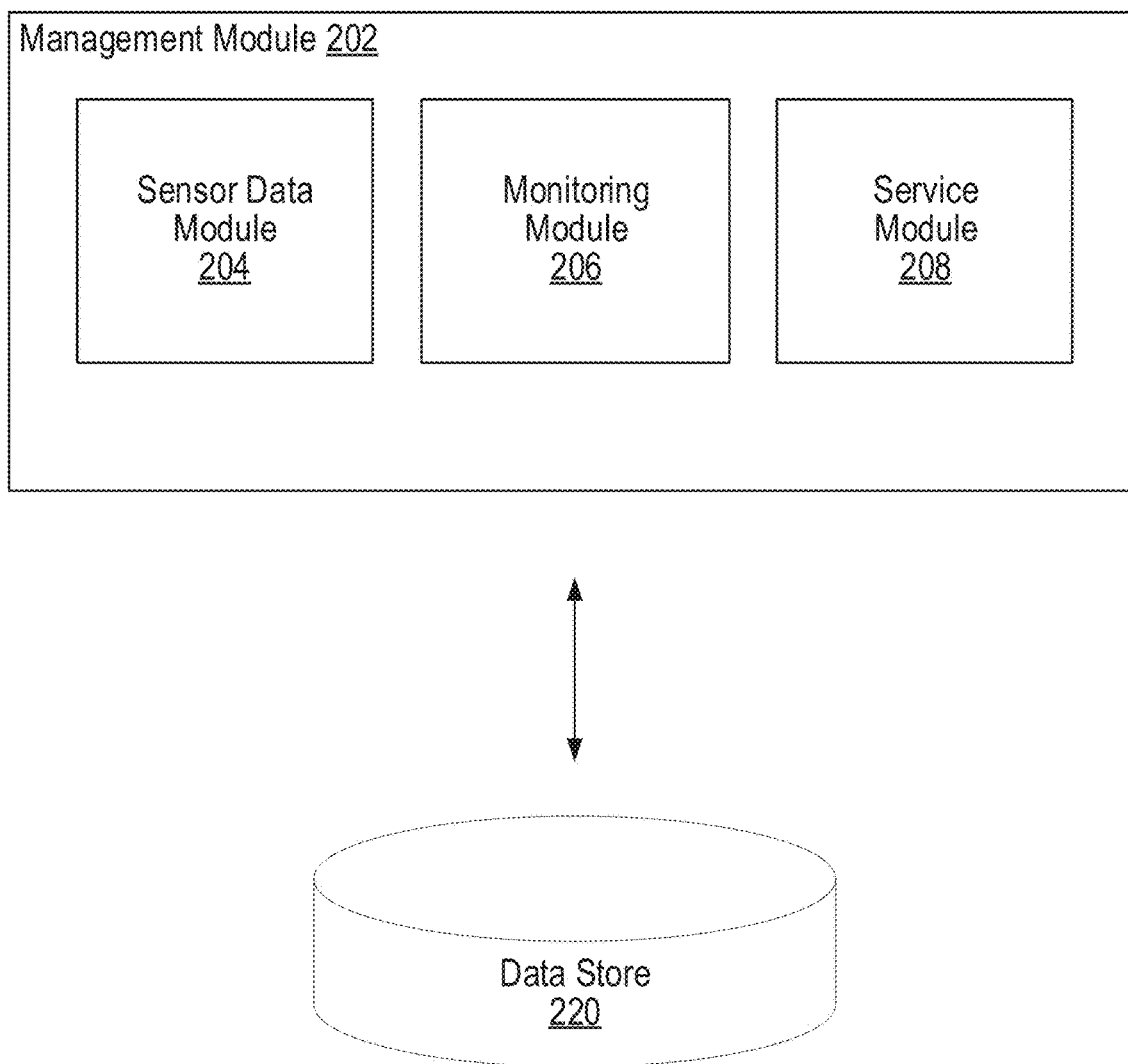 Management Module 202
Sensor Data
Module
204
Monitoring
Module
206
Service
Module
208
Data Store
220